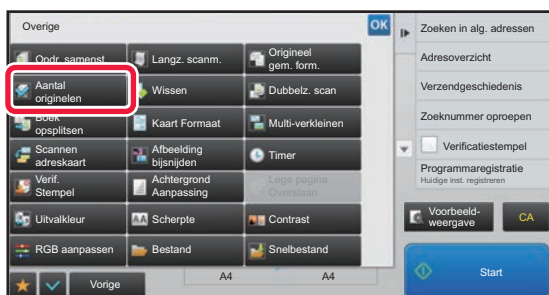 Overige
OK
Opdr. samenst.
Langz. scanm.
Origineel
gem. form.
Aantal
originelen
Wissen
Dubbelz. scan
Boek
opsplitsen
Kaart Formaat
Multi-verkleinen
Scannen
adreskaart
Afbeelding
bijsnijden
Timer
Verif.
Stempel
Achtergrond
Aanpassing
Lege pagina
Overslaan
Uitvalkleur
AA Scherpte
Contrast
RGB aanpassen
Bestand
Snelbestand
Vorige
A4
A4
Zoeken in alg. adressen
Adresoverzicht
Verzendgeschiedenis
Zoeknummer oproepen
Verificatiestempel
Programmaregistratie
Huidige inst. registreren
Voorbeeld-
weergave
CA
Start